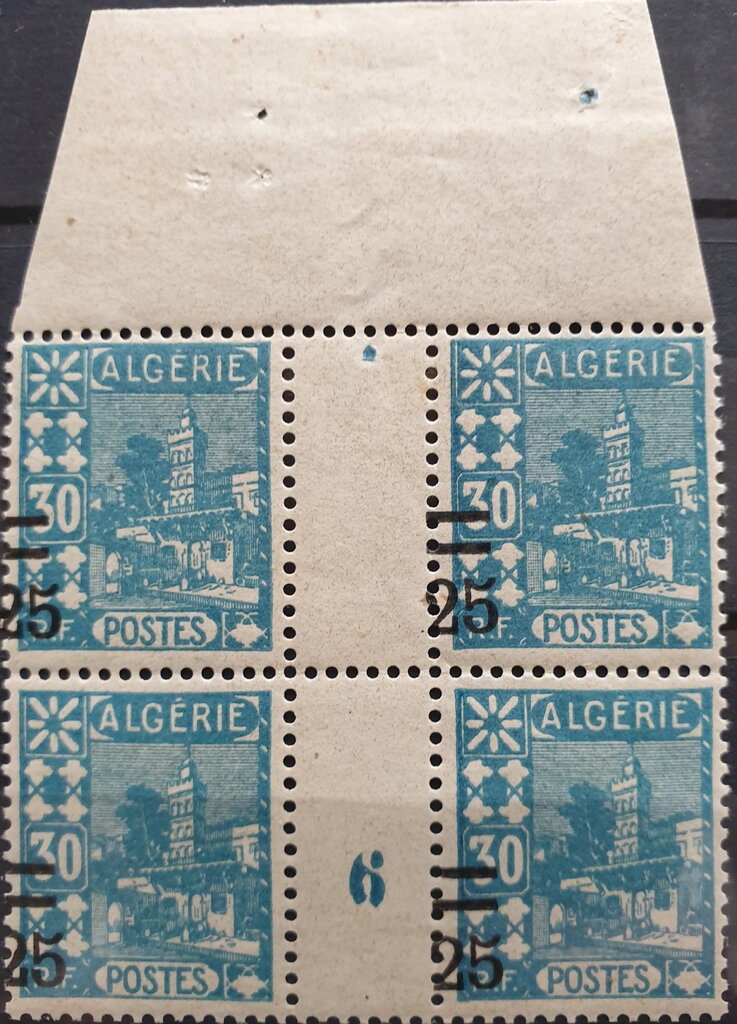 ALGÉRIE ALGÉRIE
30 30
25 25
POSTES F. POSTES
ALGÉRIE ALGÉRIE
30 30
6
25 25
POSTES F. POSTES